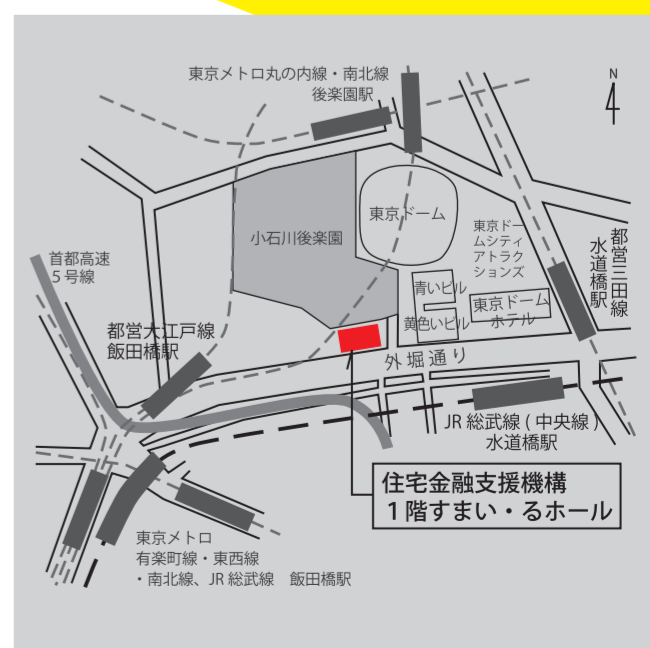 東京メトロ丸の内線・南北線
後楽園駅
N
東京ドーム
小石川後楽園
東京ドー
ムシティ
アトラク
ションズ
都営三田線
水道橋駅
首都高速
5号線
青いビル
黄色いビル
東京ドーム
ホテル
都営大江戸線
飯田橋駅
外堀通り
JR 総武線 ( 中央線 )
水道橋駅
住宅金融支援機構
1階すまい・るホール
東京メトロ
有楽町線・東西線
・南北線、JR 総武線　飯田橋駅